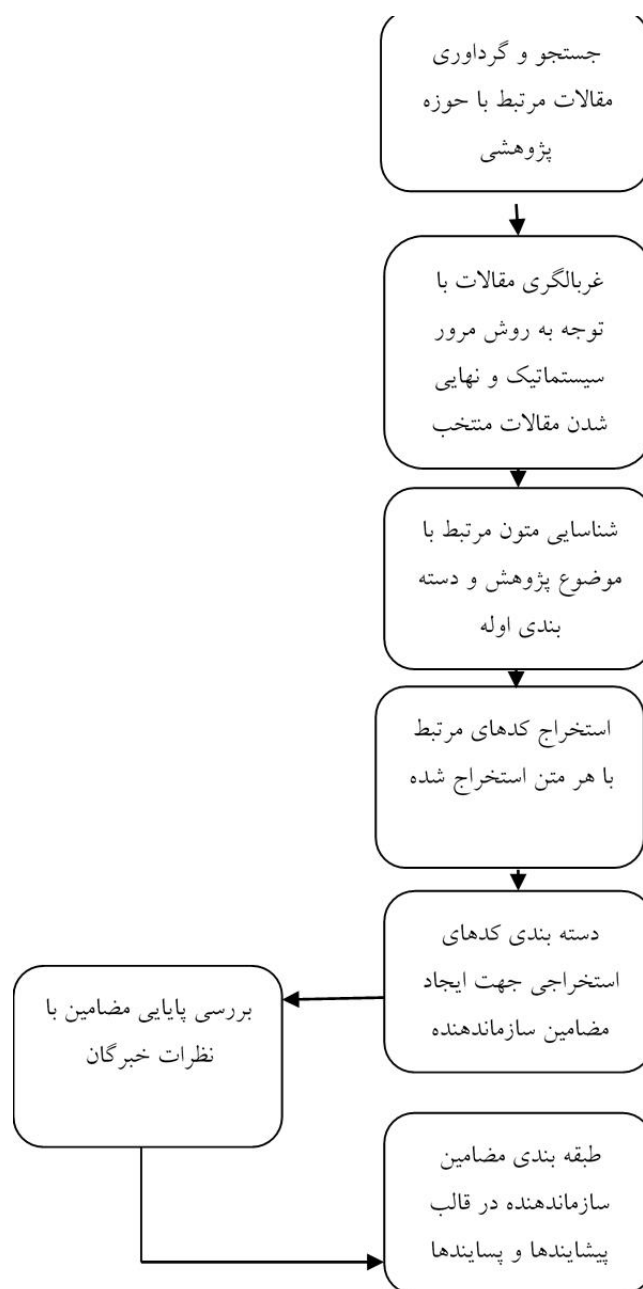 جستجو و گرداوری
مقالات مرتبط با حوزه
پژوهشی
غربالگری مقالات با
توجه به روش مرور
سیستماتیک و نهایی
شدن مقالات منتخب
شناسایی متون مرتبط با
موضوع پژوهش و دسته
بندی اوله
استخراج کدهای مرتبط
با هر متن استخراج شده
دسته بندی کدهای
استخراجی جهت ایجاد
مضامین سازماندهنده
بررسی پایایی مضامین با
نظرات خبرگان
طبقه بندی مضامین
سازماندهنده در قالب
پیشایندها و پسایندها